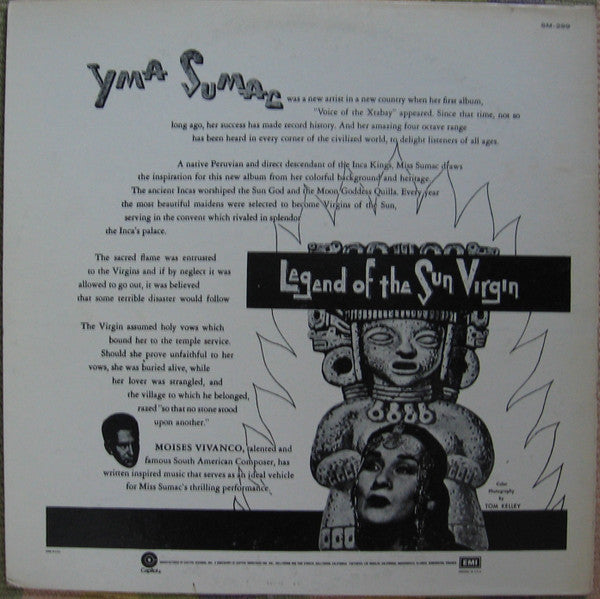 SM-299
YMA SUMAC was a new artist in a new country when her first album,
"Voice of the Xtabay" appeared. Since that time, not so
long ago, her success has made record history. And her amazing four octave range
has been heard in every corner of the civilized world, to delight listeners of all ages.
A native Peruvian and direct descendant of the Inca Kings, Miss Sumac draws
the inspiration for this new album from her colorful background and heritage.
The ancient Incas worshiped the Sun God and the Moon Goddess Quilla. Every year
the most beautiful maidens were selected to become Virgins of the Sun,
serving in the convent which rivaled in splendor
the Inca's palace.
The sacred flame was entrusted
to the Virgins and if by neglect it was
allowed to go out, it was believed
that some terrible disaster would follow
Legend of the Sun Virgin
The Virgin assumed holy vows which
bound her to the temple service.
Should she prove unfaithful to her
vows, she was buried alive, while
her lover was strangled, and
the village to which he belonged,
razed "so that no stone stood
upon another."
MOISES VIVANCO, talented and
famous South American Composer, has
written inspired music that serves as an ideal vehicle
for Miss Sumac's thrilling performance.
Color
Photography
by
TOM KELLEY
Capitol
EMI